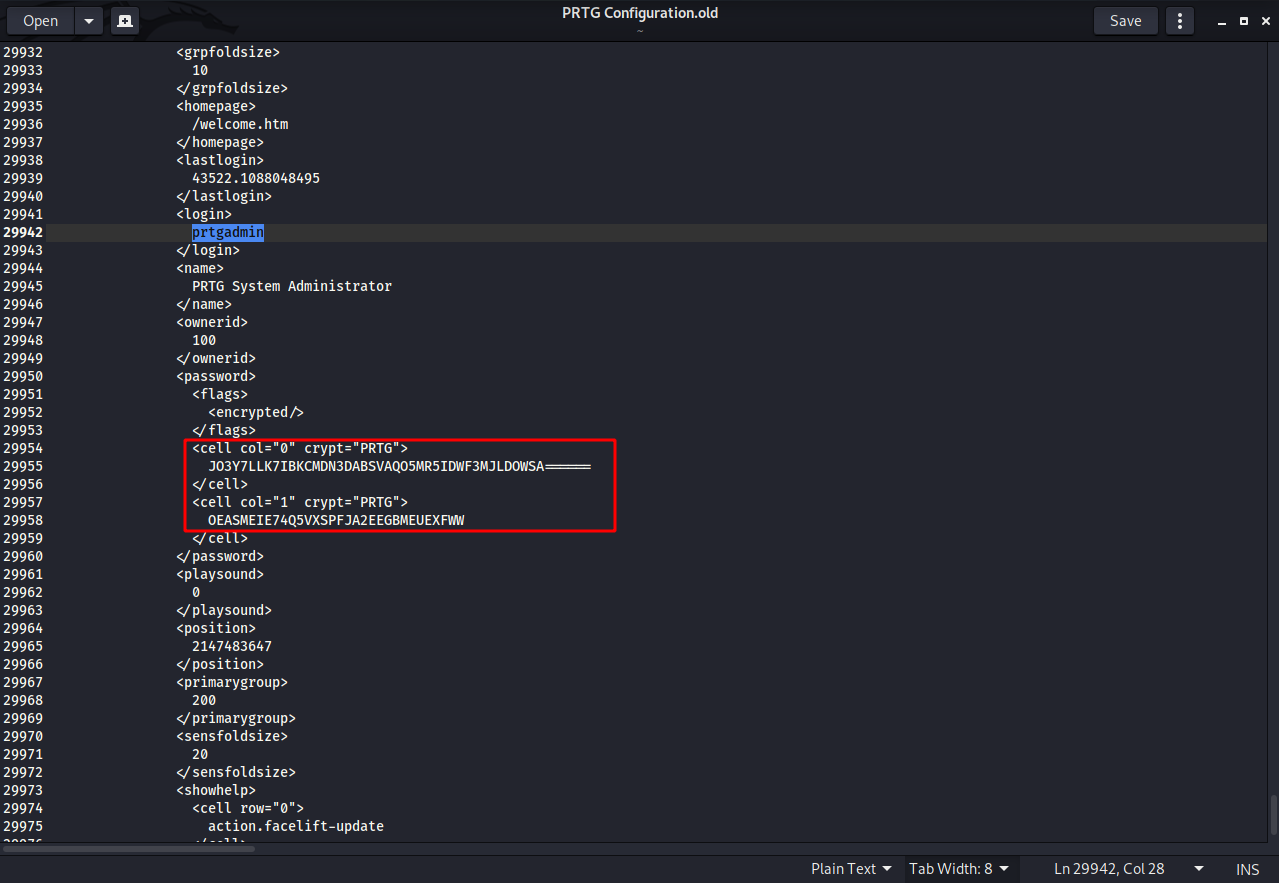 Open
PRTG Configuration.old
~
Save
29932 <grpfoldsize>
29933 10
29934 </grpfoldsize>
29935 <homepage>
29936 /welcome.htm
29937 </homepage>
29938 <lastlogin>
29939 43522.1088048495
29940 </lastlogin>
29941 <login>
29942 prtgadmin
29943 </login>
29944 <name>
29945 PRTG System Administrator
29946 </name>
29947 <ownerid>
29948 100
29949 </ownerid>
29950 <password>
29951 <flags>
29952 <encrypted/>
29953 </flags>
29954 <cell col="0" crypt="PRTG">
29955 JO3Y7LLK7IBKCMDN3DABSVAQO5MR5IDWF3MJLDOWSA======
29956 </cell>
29957 <cell col="1" crypt="PRTG">
29958 OEASMEIE74Q5VXSPFJA2EEGBMEUEXFWW
29959 </cell>
29960 </password>
29961 <playsound>
29962 0
29963 </playsound>
29964 <position>
29965 2147483647
29966 </position>
29967 <primarygroup>
29968 200
29969 </primarygroup>
29970 <sensfoldsize>
29971 20
29972 </sensfoldsize>
29973 <showhelp>
29974 <cell row="0">
29975 action.facelift-update
Plain Text
Tab Width: 8
Ln 29942, Col 28
INS